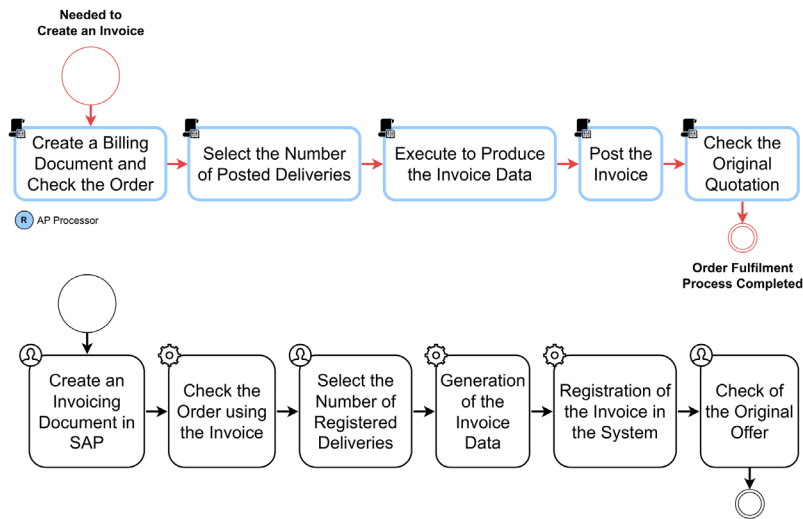 Needed to
Create an Invoice
Create a Billing
Document and
Check the Order
Select the Number
of Posted Deliveries
Execute to Produce
the Invoice Data
Post the
Invoice
Check the
Original
Quotation
R AP Processor
Order Fulfilment
Process Completed
Create an
Invoicing
Document in
SAP
Check the
Order using
the Invoice
Select the
Number of
Registered
Deliveries
Generation
of the
Invoice
Data
Registration of
the Invoice in
the System
Check of
the Original
Offer